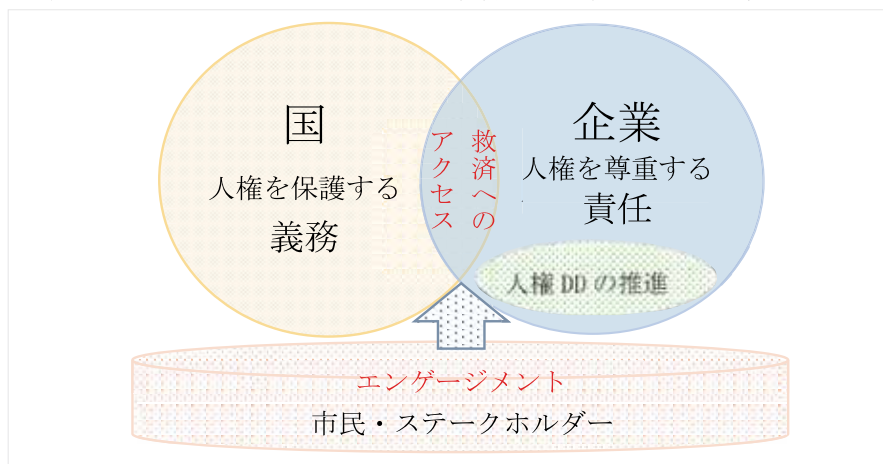 国
人権を保護する
義務
救済への
アクセス
企業
人権を尊重する
責任
人権 DD の推進
エンゲージメント
市民・ステークホルダー